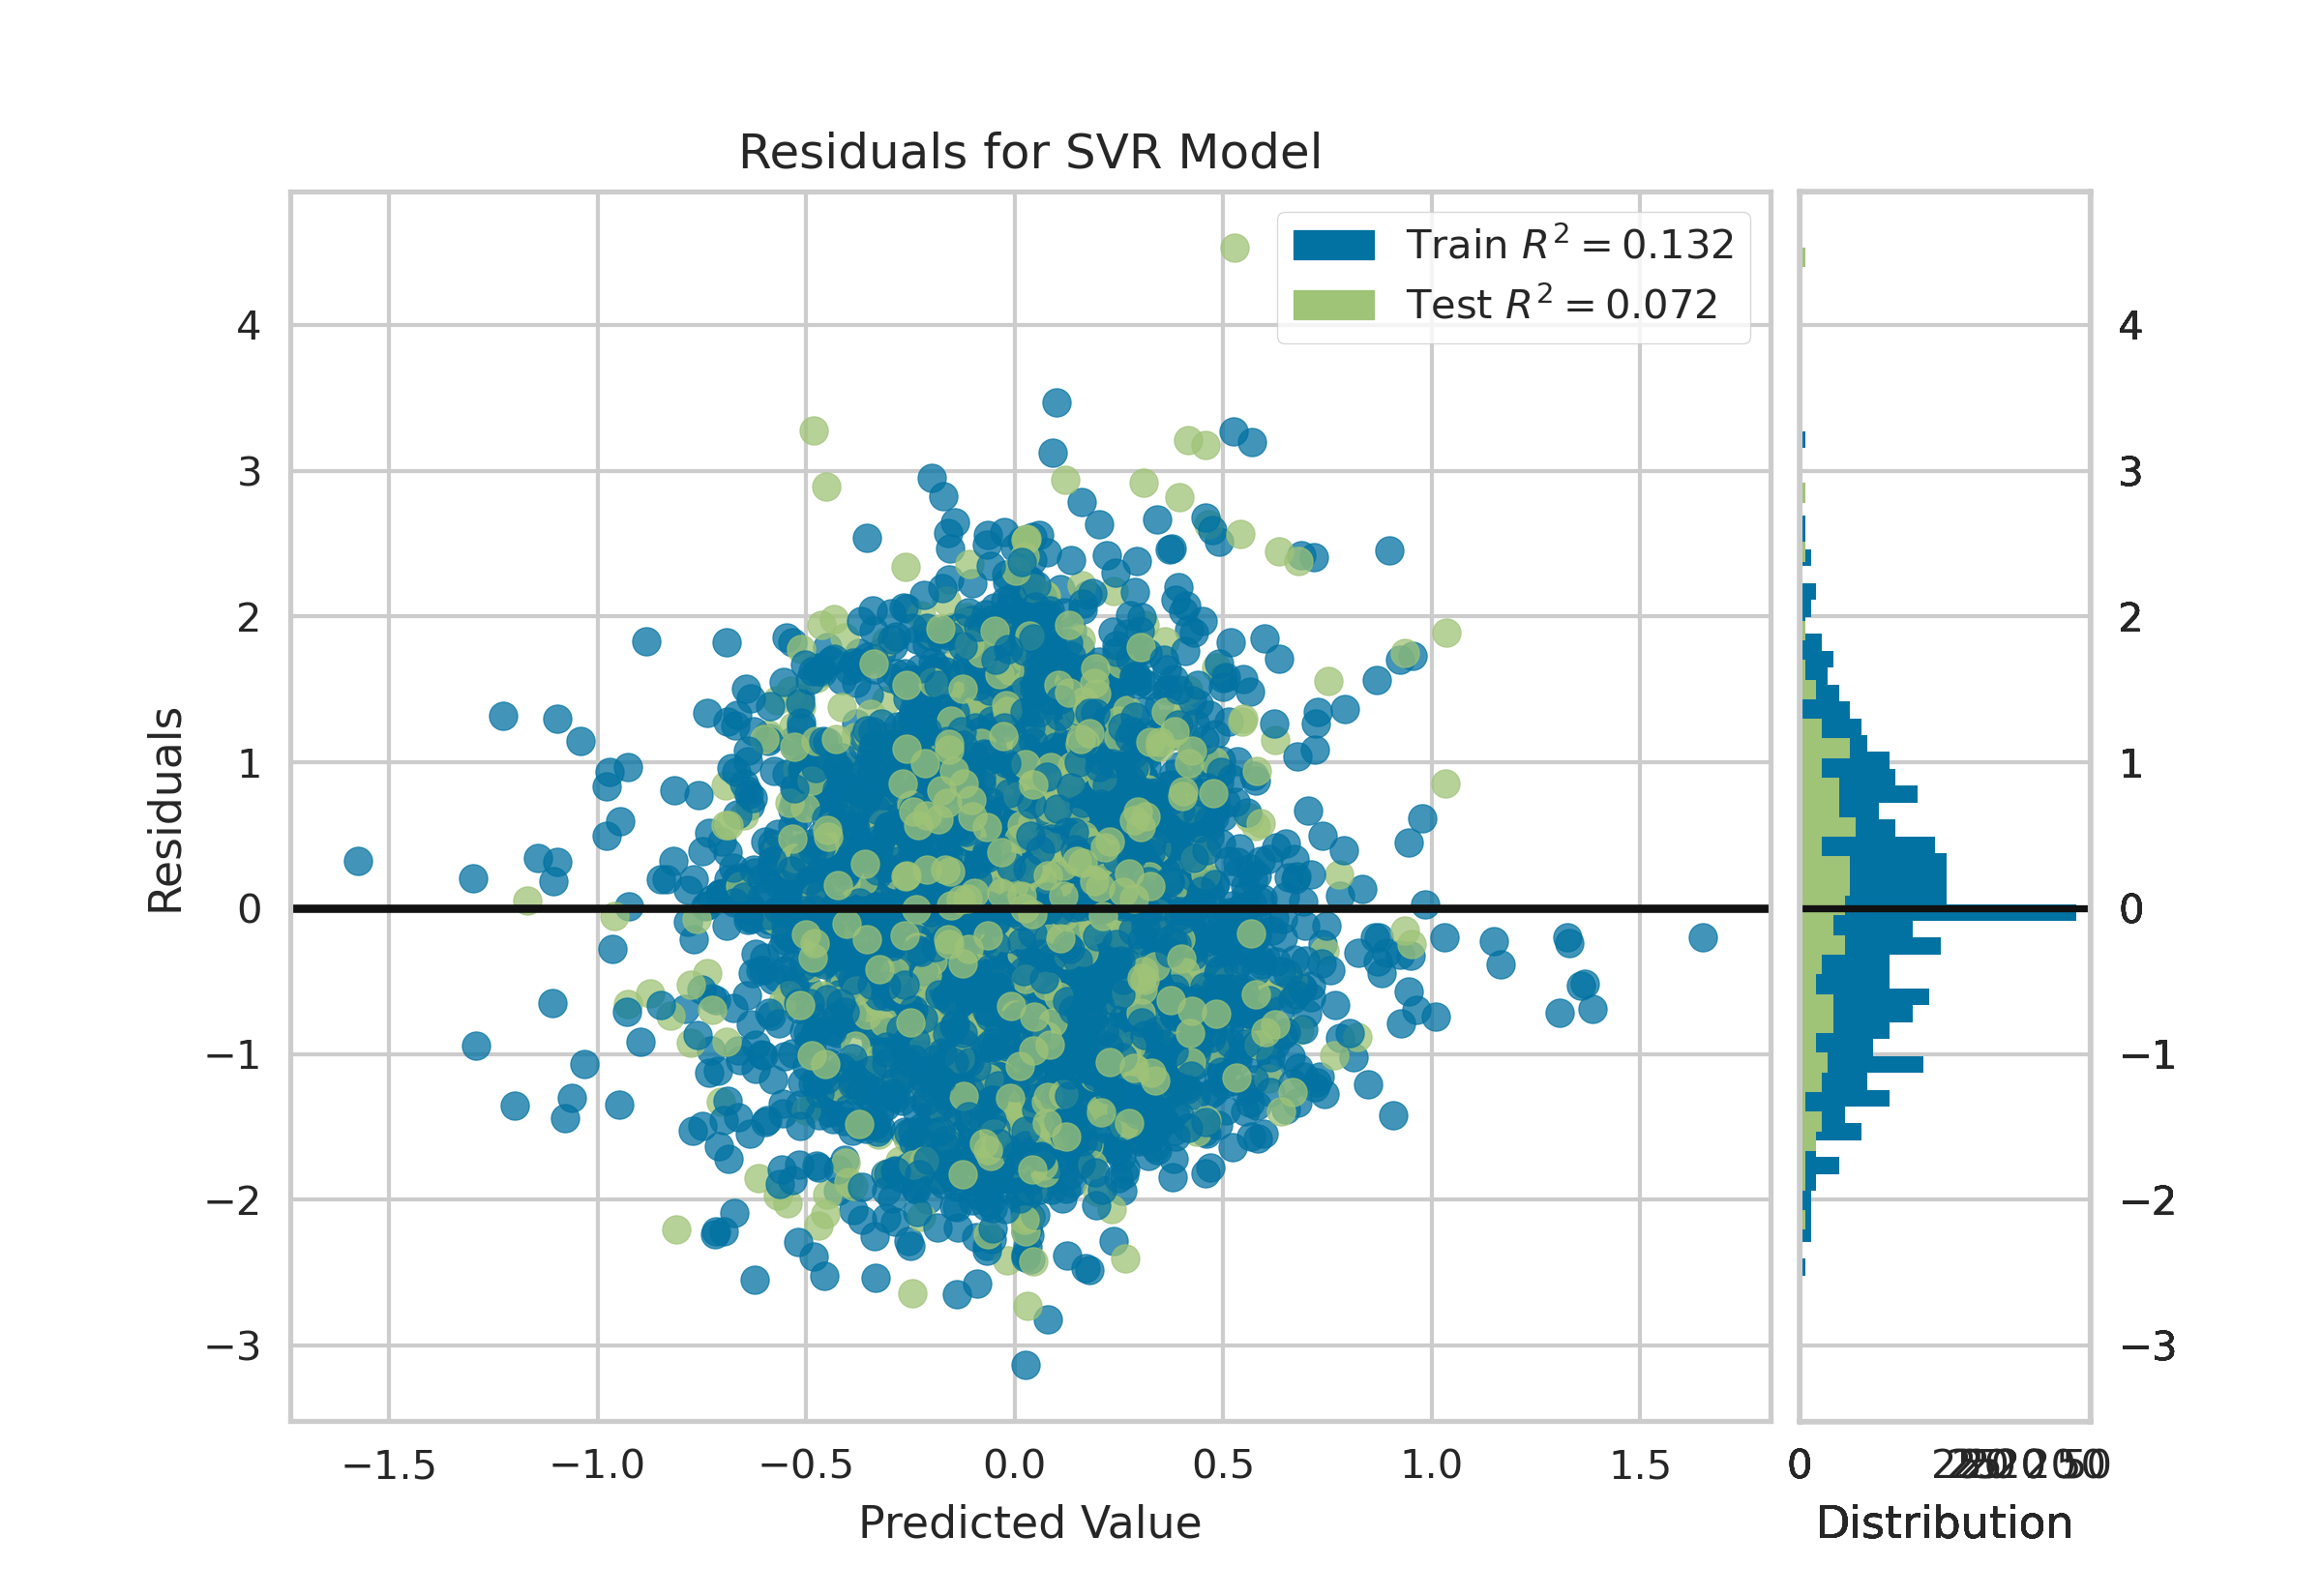 Residuals for SVR Model
Train R² = 0.132
Test R² = 0.072
Residuals
4
3
2
1
0
−1
−2
−3
4
3
2
1
0
−1
−2
−3
−1.5 −1.0 −0.5 0.0 0.5 1.0 1.5
0
Predicted Value
Distribution